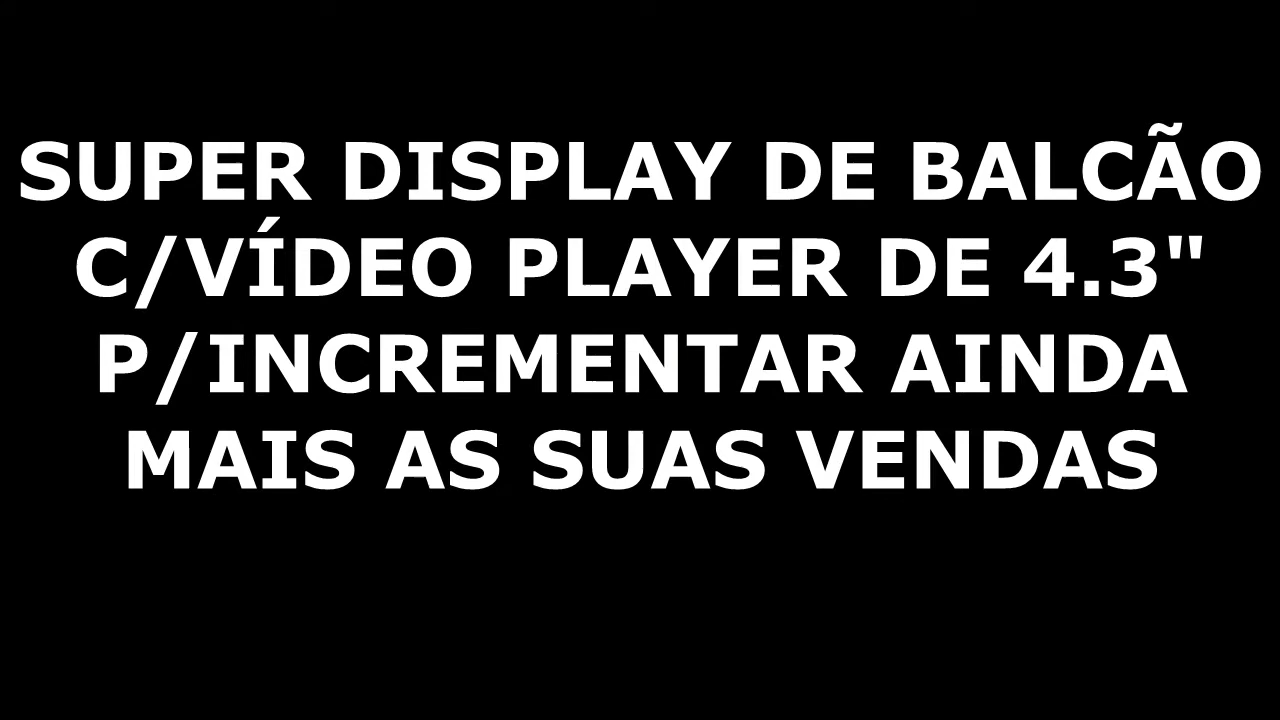 SUPER DISPLAY DE BALCÃO
C/VÍDEO PLAYER DE 4.3"
P/INCREMENTAR AINDA
MAIS AS SUAS VENDAS